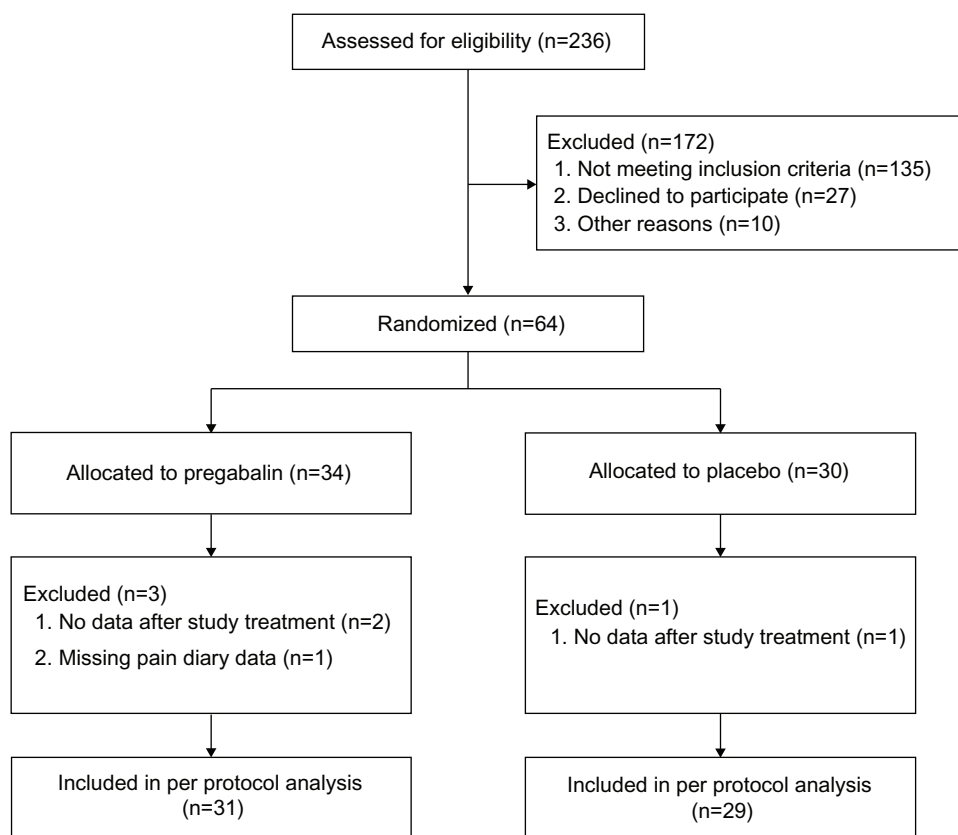 Assessed for eligibility (n=236)
Excluded (n=172)
1. Not meeting inclusion criteria (n=135)
2. Declined to participate (n=27)
3. Other reasons (n=10)
Randomized (n=64)
Allocated to pregabalin (n=34)
Allocated to placebo (n=30)
Excluded (n=3)
1. No data after study treatment (n=2)
2. Missing pain diary data (n=1)
Excluded (n=1)
1. No data after study treatment (n=1)
Included in per protocol analysis
(n=31)
Included in per protocol analysis
(n=29)